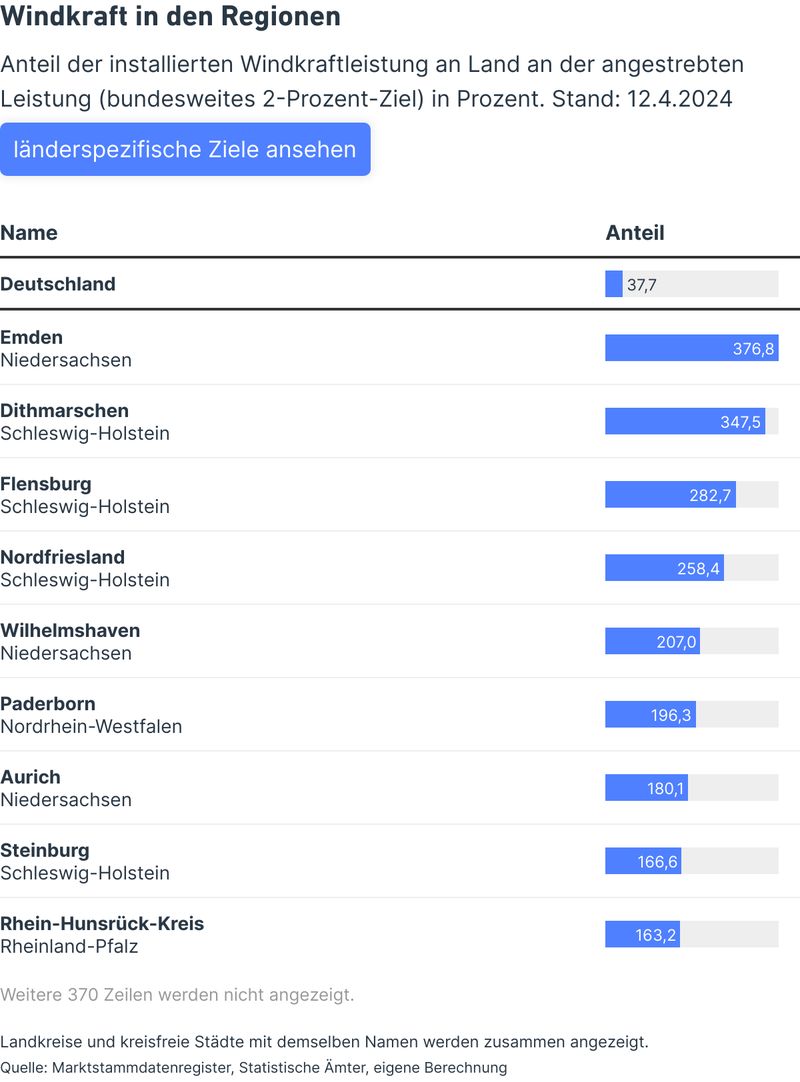 Windkraft in den Regionen
Anteil der installierten Windkraftleistung an Land an der angestrebten
Leistung (bundesweites 2-Prozent-Ziel) in Prozent. Stand: 12.4.2024
länderspezifische Ziele ansehen
Name Anteil
Deutschland 37,7
Emden
Niedersachsen 376,8
Dithmarschen
Schleswig-Holstein 347,5
Flensburg
Schleswig-Holstein 282,7
Nordfriesland
Schleswig-Holstein 258,4
Wilhelmshaven
Niedersachsen 207,0
Paderborn
Nordrhein-Westfalen 196,3
Aurich
Niedersachsen 180,1
Steinburg
Schleswig-Holstein 166,6
Rhein-Hunsrück-Kreis
Rheinland-Pfalz 163,2
Weitere 370 Zeilen werden nicht angezeigt.
Landkreise und kreisfreie Städte mit demselben Namen werden zusammen angezeigt.
Quelle: Marktstammdatenregister, Statistische Ämter, eigene Berechnung